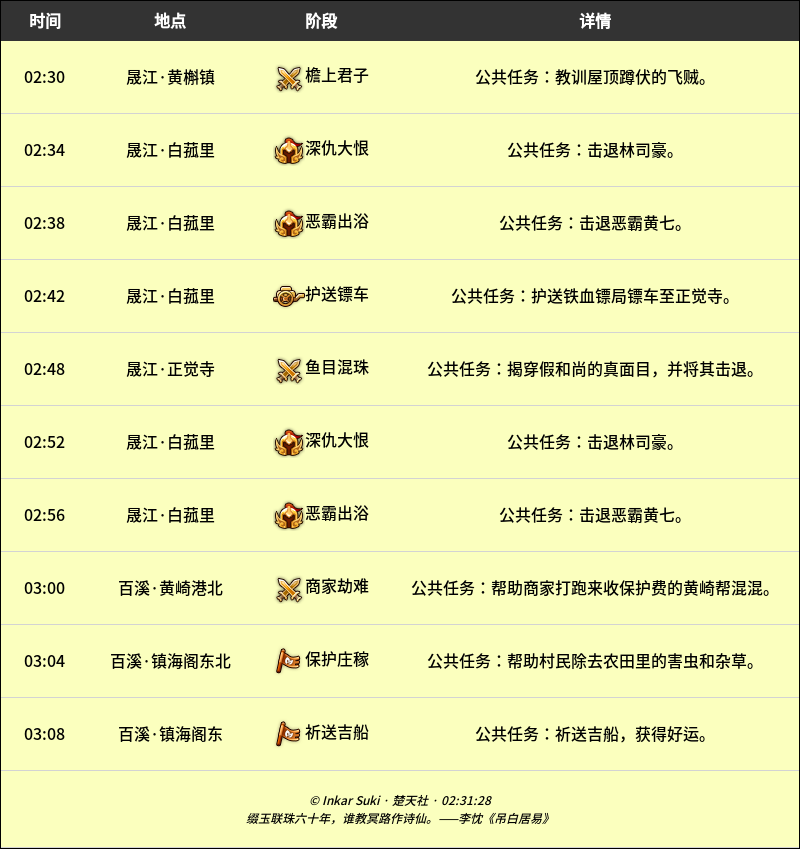 时间 地点 阶段 详情
02:30 晟江·黄槲镇 檐上君子 公共任务：教训屋顶蹲伏的飞贼。
02:34 晟江·白菰里 深仇大恨 公共任务：击退林司豪。
02:38 晟江·白菰里 恶霸出浴 公共任务：击退恶霸黄七。
02:42 晟江·白菰里 护送镖车 公共任务：护送铁血镖局镖车至正觉寺。
02:48 晟江·正觉寺 鱼目混珠 公共任务：揭穿假和尚的真面目，并将其击退。
02:52 晟江·白菰里 深仇大恨 公共任务：击退林司豪。
02:56 晟江·白菰里 恶霸出浴 公共任务：击退恶霸黄七。
03:00 百溪·黄崎港北 商家劫难 公共任务：帮助商家打跑来收保护费的黄崎帮混混。
03:04 百溪·镇海阁东北 保护庄稼 公共任务：帮助村民除去农田里的害虫和杂草。
03:08 百溪·镇海阁东 祈送吉船 公共任务：祈送吉船，获得好运。
© Inkar Suki · 楚天社 · 02:31:28
缀玉联珠六十年，谁教冥路作诗仙。——李忱《吊白居易》